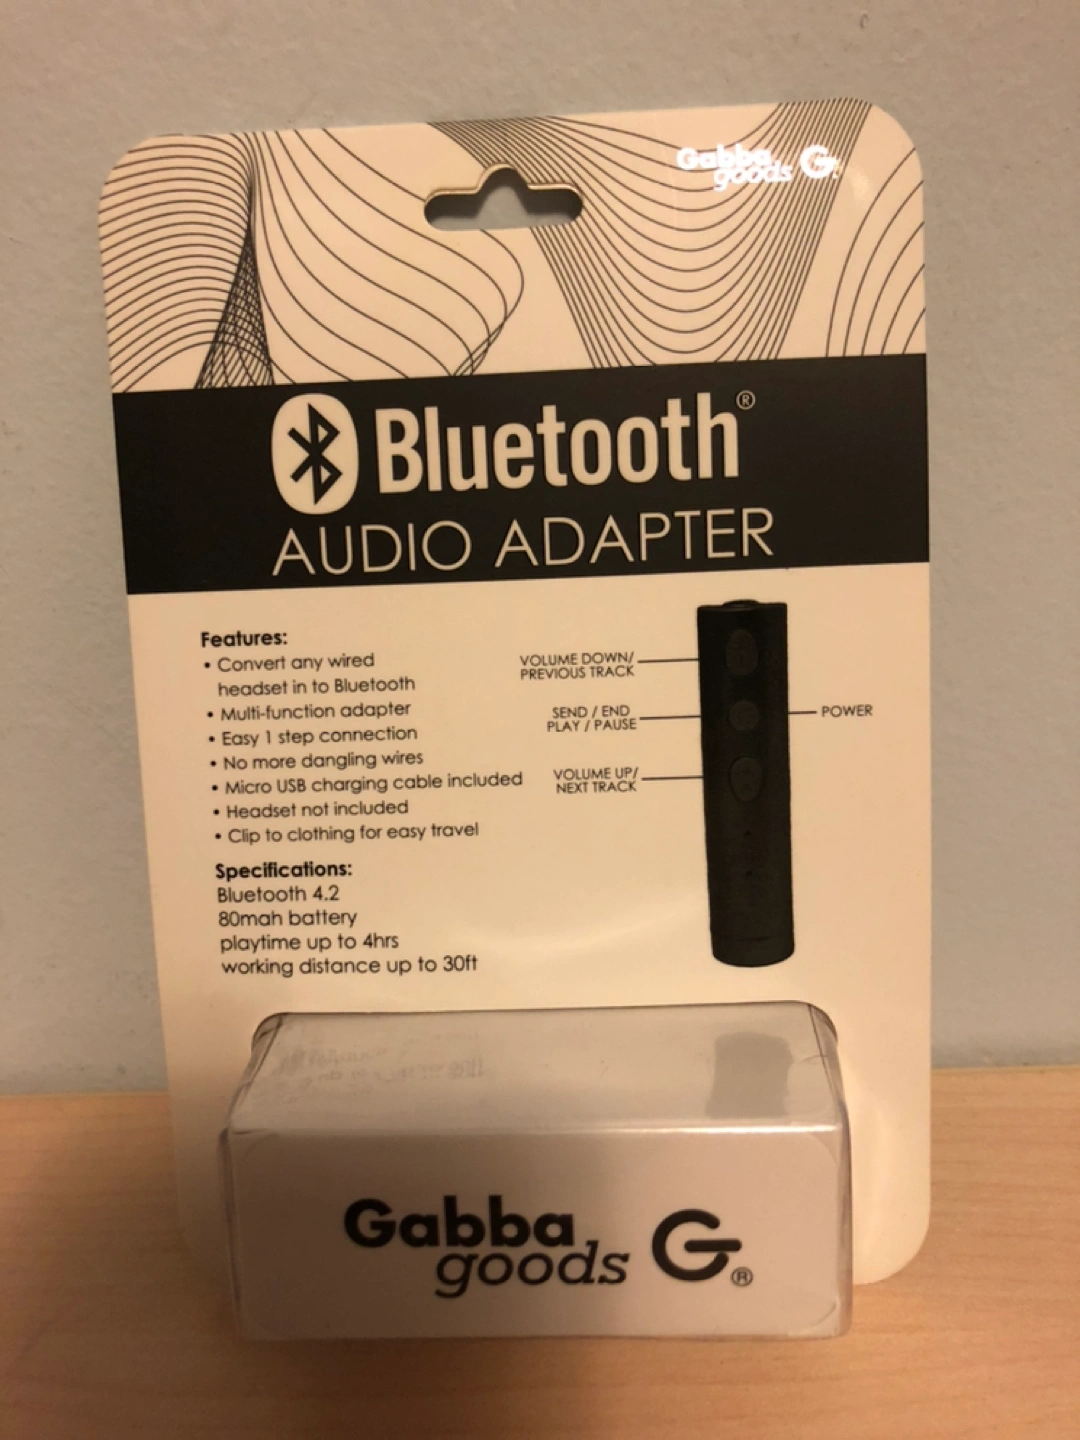 Gabba
goods G
Bluetooth®
AUDIO ADAPTER
Features:
• Convert any wired
headset in to Bluetooth
• Multi-function adapter
• Easy 1 step connection
• No more dangling wires
• Micro USB charging cable included
• Headset not included
• Clip to clothing for easy travel
VOLUME DOWN/
PREVIOUS TRACK
SEND / END
PLAY / PAUSE
POWER
VOLUME UP/
NEXT TRACK
Specifications:
Bluetooth 4.2
80mah battery
playtime up to 4hrs
working distance up to 30ft
Gabba
goods G®